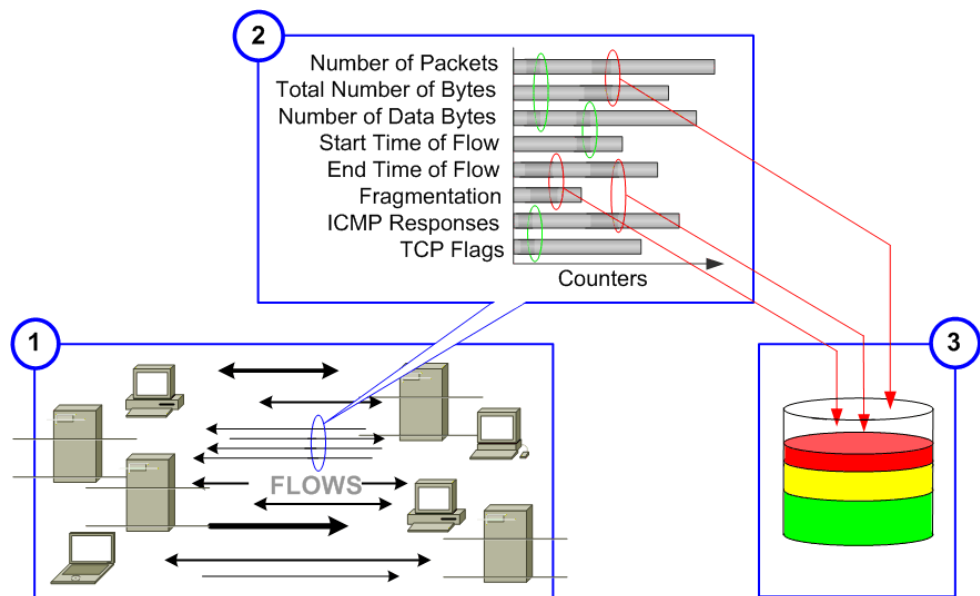 2
Number of Packets
Total Number of Bytes
Number of Data Bytes
Start Time of Flow
End Time of Flow
Fragmentation
ICMP Responses
TCP Flags
Counters
1
FLOWS
3